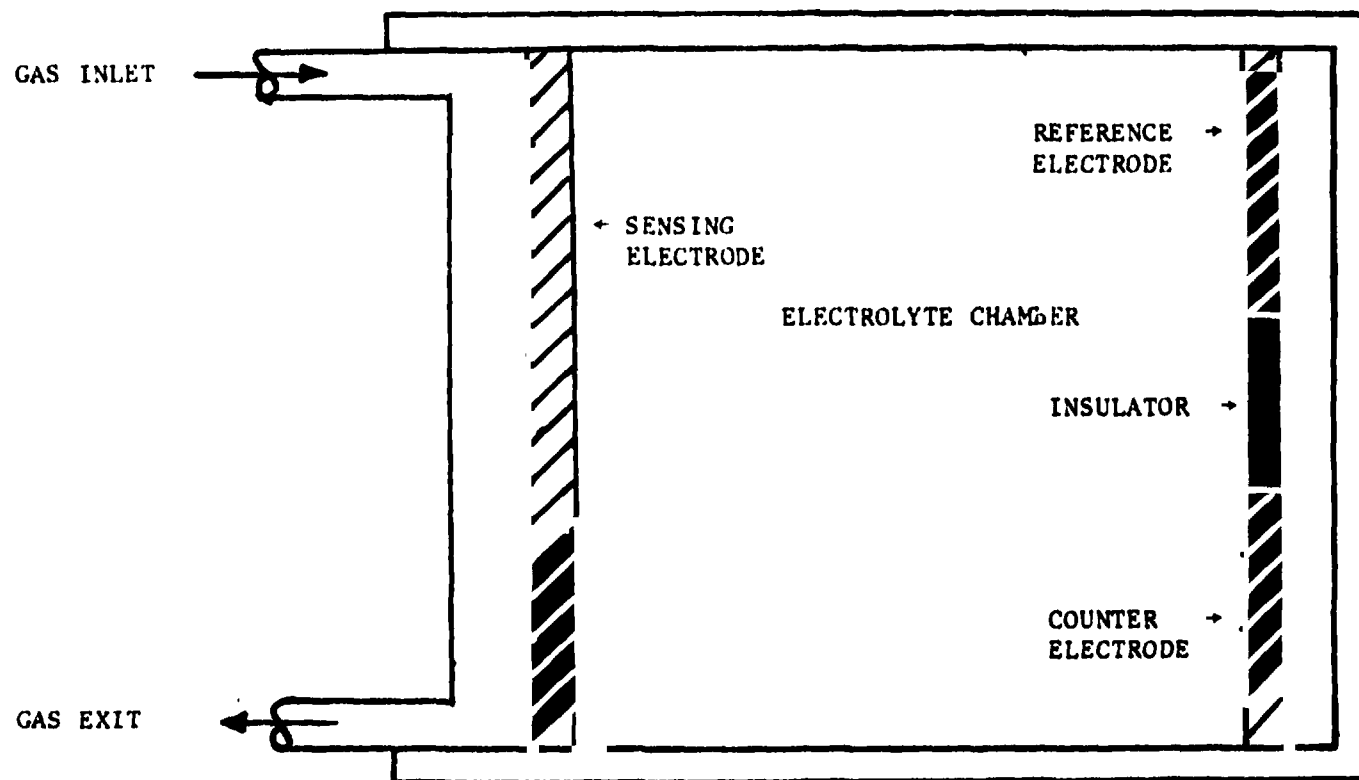 GAS INLET
REFERENCE
ELECTRODE
SENSING
ELECTRODE
ELECTROLYTE CHAMBER
INSULATOR
COUNTER
ELECTRODE
GAS EXIT